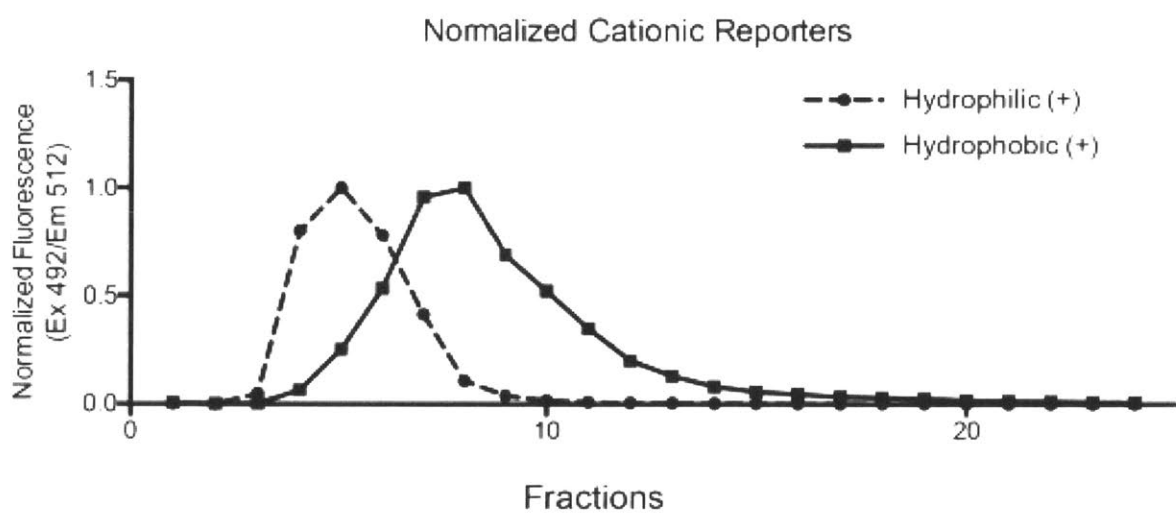 Normalized Cationic Reporters
Normalized Fluorescence
(Ex 492/Em 512)
1.5
1.0
0.5
0.0
Hydrophilic (+)
Hydrophobic (+)
0
10
20
Fractions